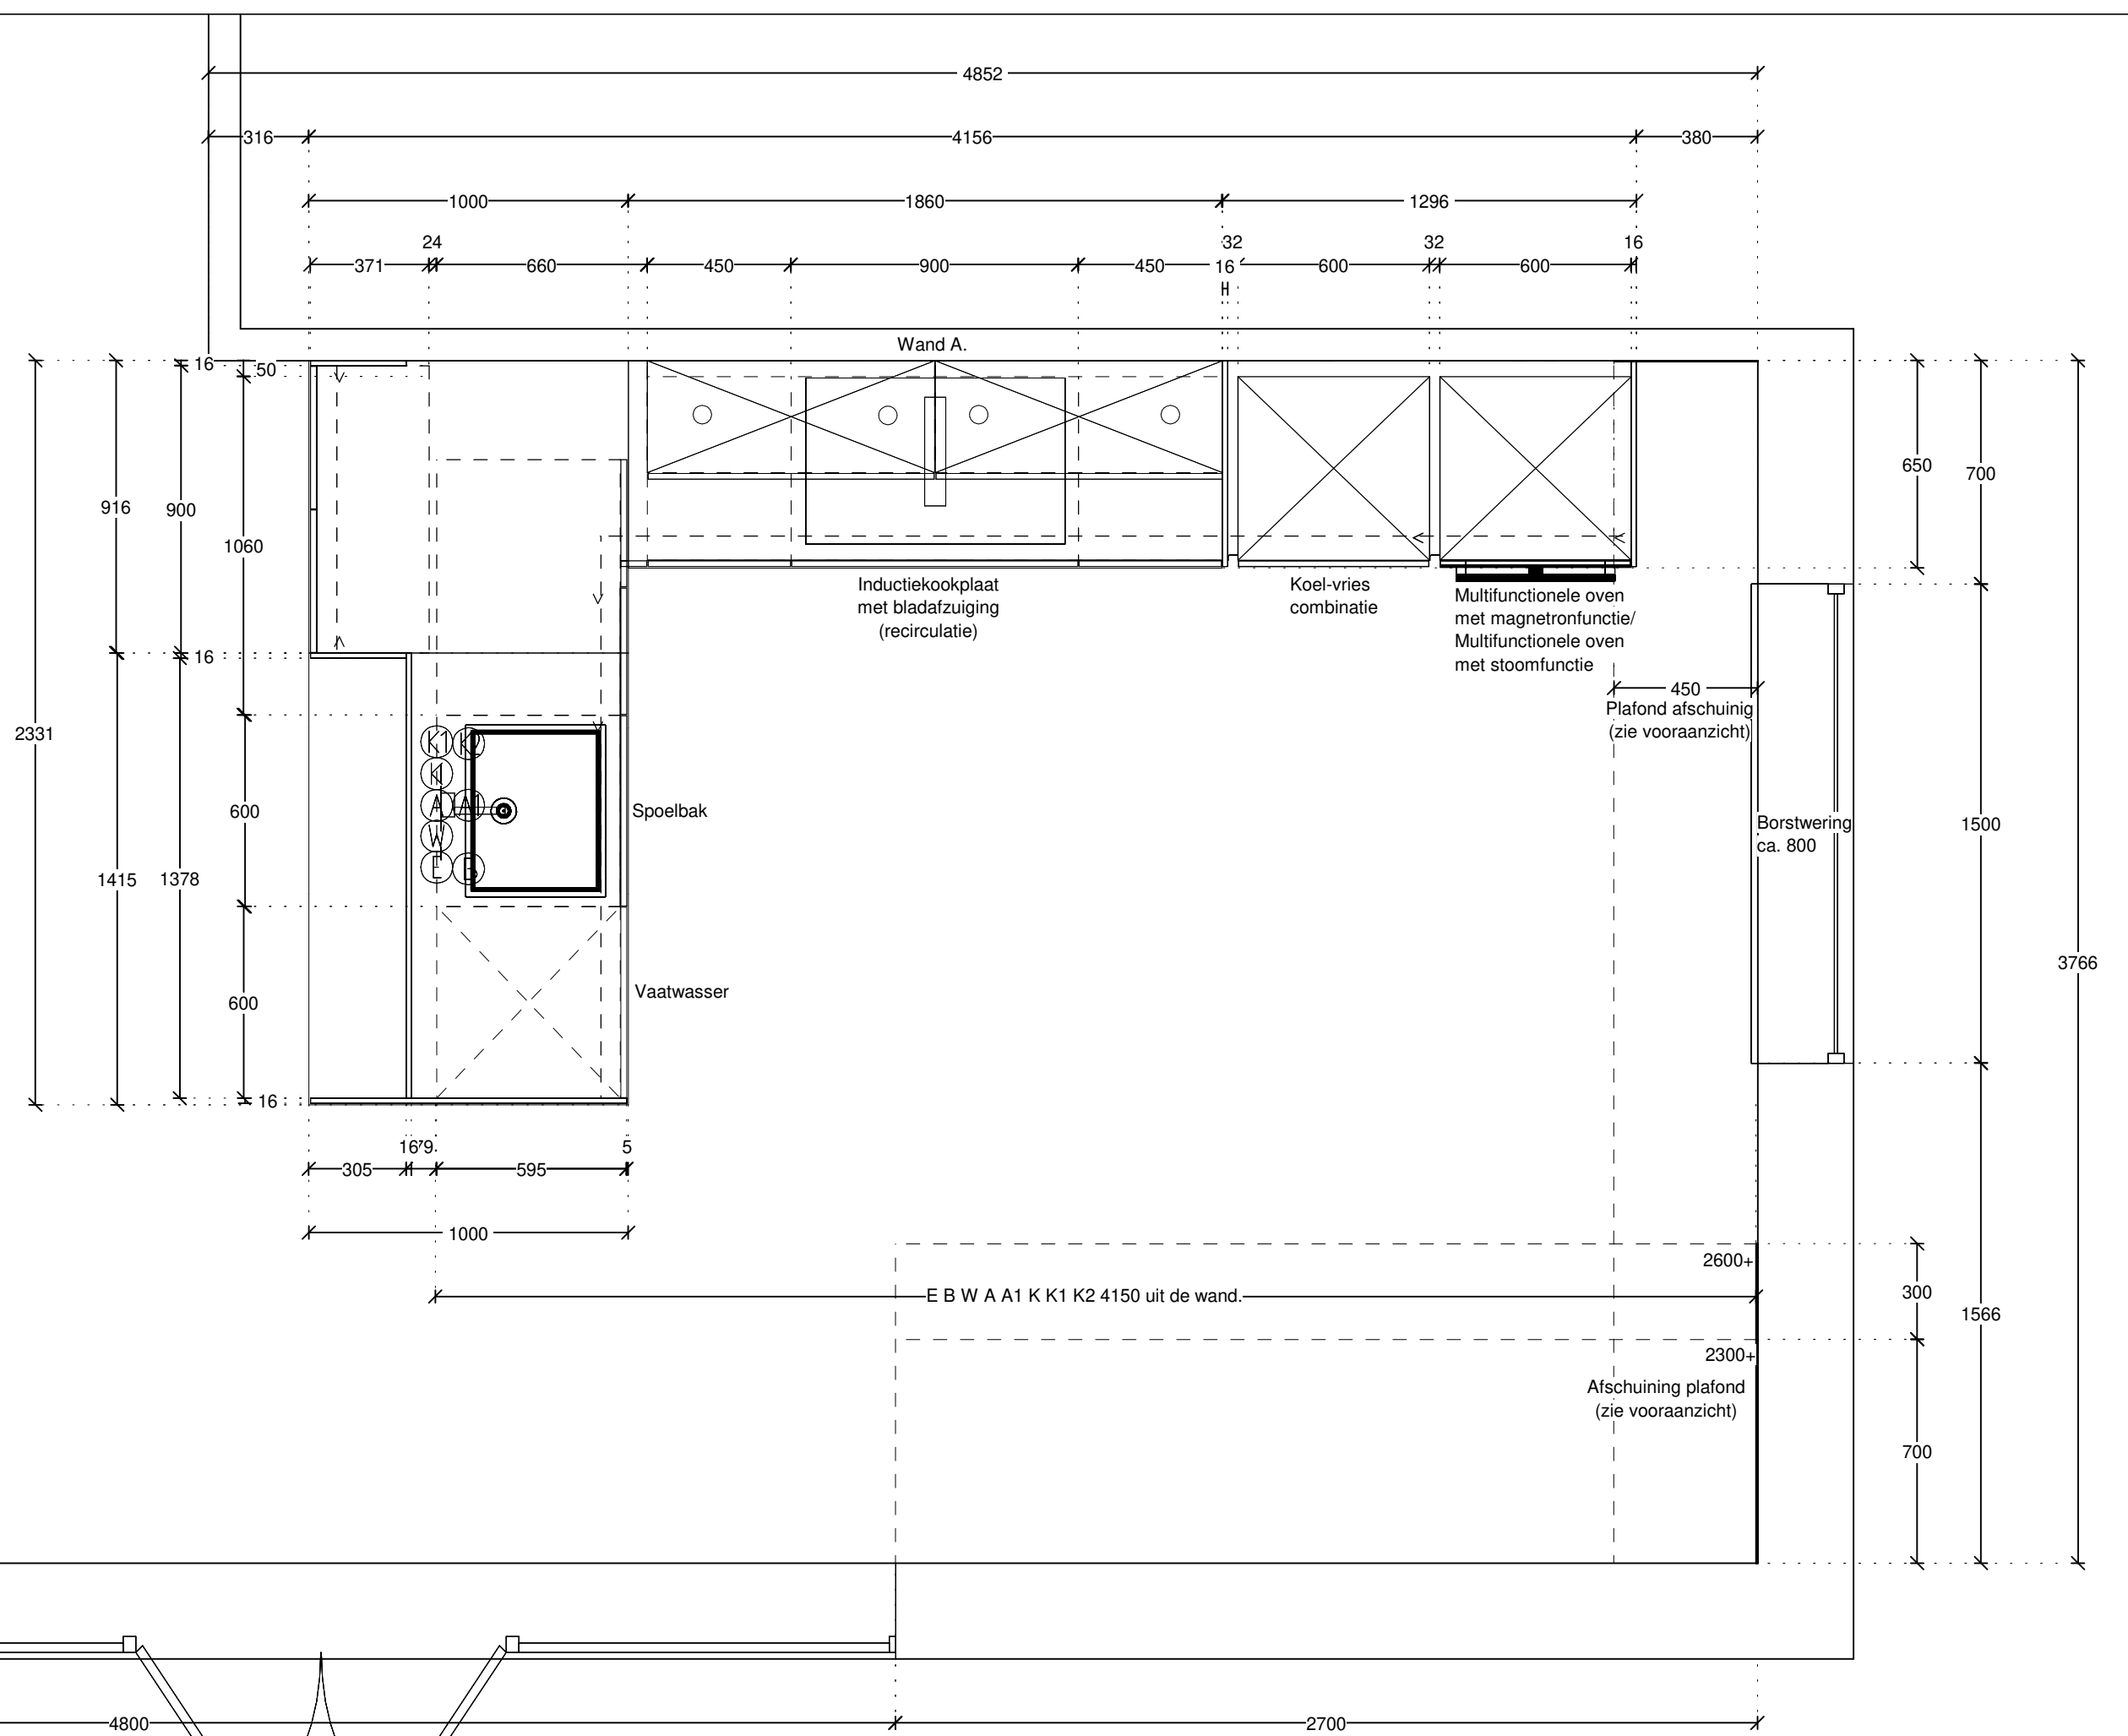 4852
316
4156
380
1000
1860
1296
24
32
32
16
371
660
450
900
450
16
600
600
Wand A.
16
50
916
900
1060
650
700
Inductiekookplaat
met bladafzuiging
(recirculatie)
Koel-vries
combinatie
Multifunctionele oven
met magnetronfunctie/
Multifunctionele oven
met stoomfunctie
16
450
Plafond afschuinig
(zie vooraanzicht)
2331
K1 K2
K
A A1
W
E B
600
Spoelbak
Borstwering
ca. 800
1500
1415
1378
3766
600
Vaatwasser
16
16 79
5
305
595
1000
2600+
E B W A A1 K K1 K2 4150 uit de wand.
300
1566
2300+
Afschuining plafond
(zie vooraanzicht)
700
4800
2700